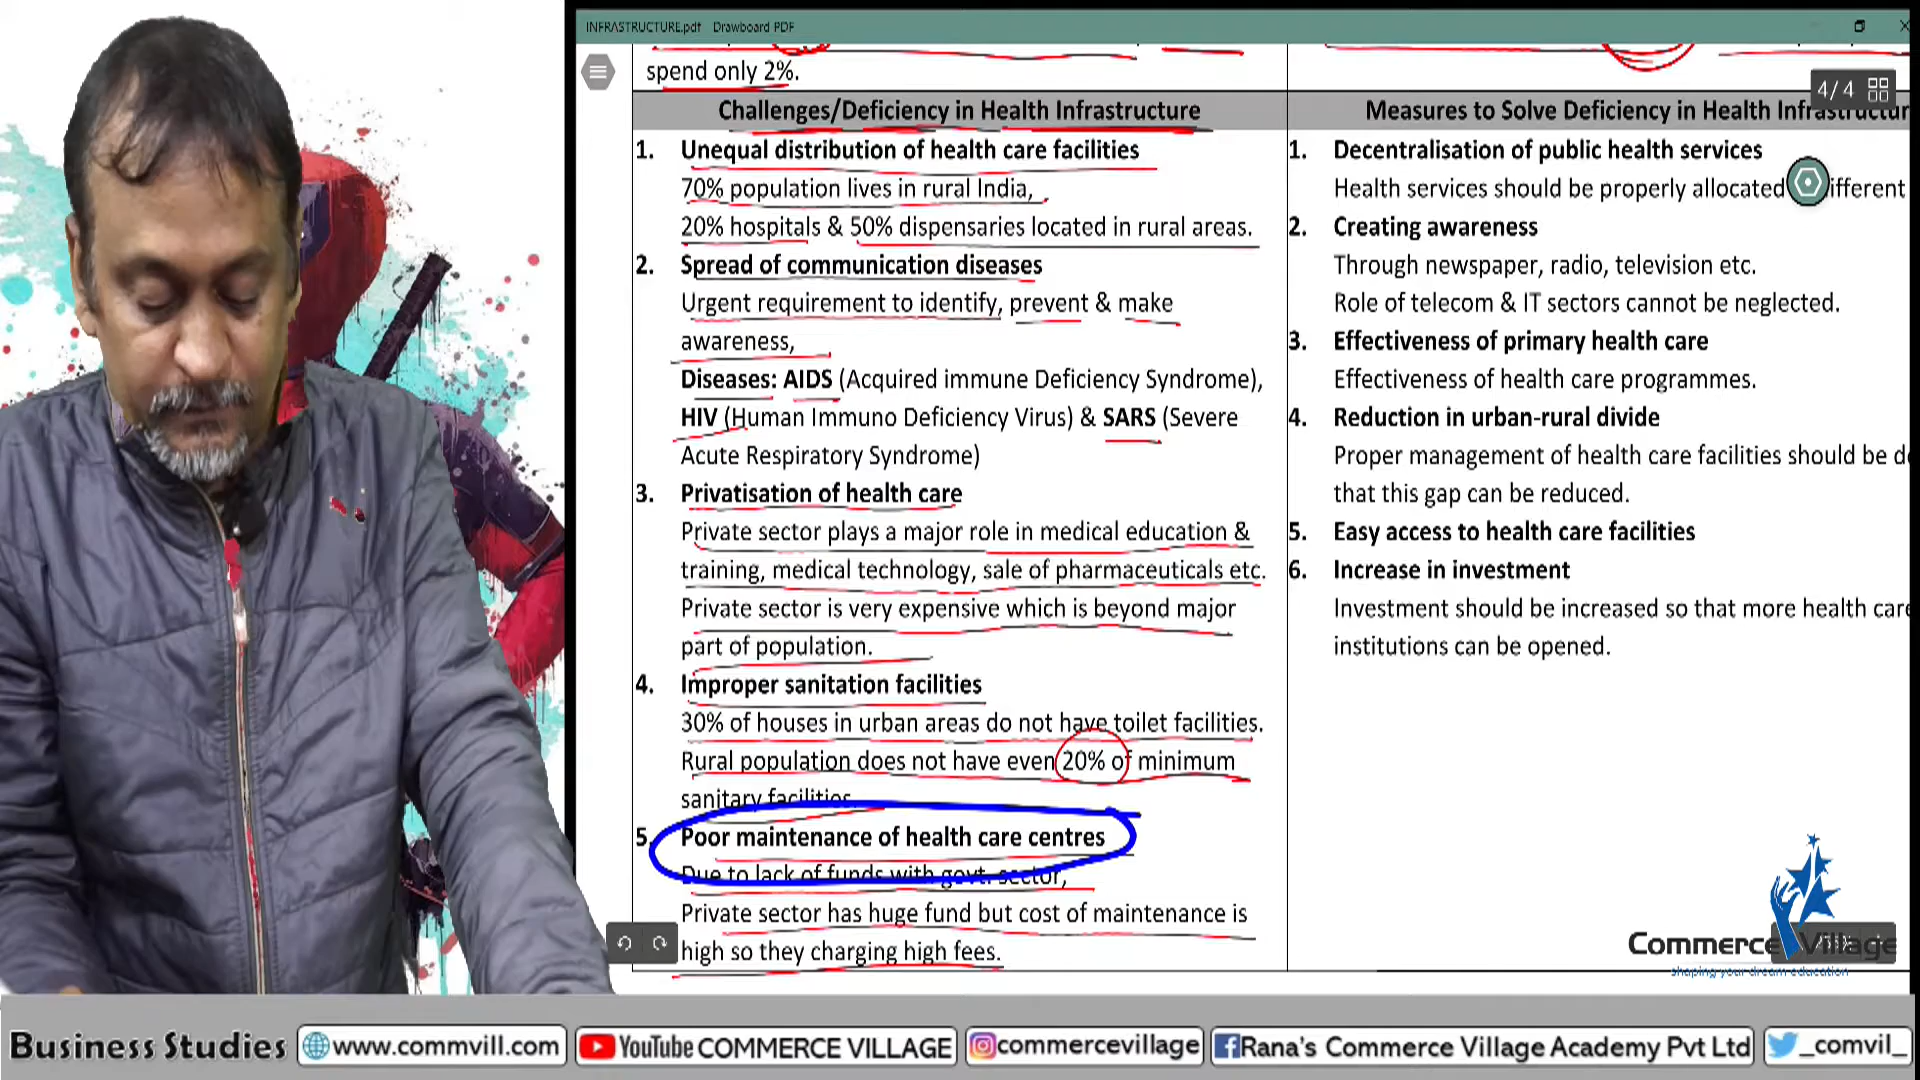 INFRASTRUCTURE.pdf Drawboard PDF
spend only 2%.
4/4
Challenges/Deficiency in Health Infrastructure
1. Unequal distribution of health care facilities
70% population lives in rural India,
20% hospitals & 50% dispensaries located in rural areas.
2. Spread of communication diseases
Urgent requirement to identify, prevent & make
awareness,
Diseases: AIDS (Acquired immune Deficiency Syndrome),
HIV (Human Immuno Deficiency Virus) & SARS (Severe
Acute Respiratory Syndrome)
3. Privatisation of health care
Private sector plays a major role in medical education &
training, medical technology, sale of pharmaceuticals etc.
Private sector is very expensive which is beyond major
part of population.
4. Improper sanitation facilities
30% of houses in urban areas do not have toilet facilities.
Rural population does not have even 20% of minimum
sanitary facilities
5. Poor maintenance of health care centres
Due to lack of funds with govt. sector,
Private sector has huge fund but cost of maintenance is
high so they charging high fees.
Measures to Solve Deficiency in Health Infrastructur
1. Decentralisation of public health services
Health services should be properly allocated ifferent
2. Creating awareness
Through newspaper, radio, television etc.
Role of telecom & IT sectors cannot be neglected.
3. Effectiveness of primary health care
Effectiveness of health care programmes.
4. Reduction in urban-rural divide
Proper management of health care facilities should be d
that this gap can be reduced.
5. Easy access to health care facilities
6. Increase in investment
Investment should be increased so that more health care
institutions can be opened.
Commerce Village
shaping your dream education
Business Studies
www.commvill.com
YouTube COMMERCE VILLAGE
commercevillage
Rana's Commerce Village Academy Pvt Ltd
_comvil_